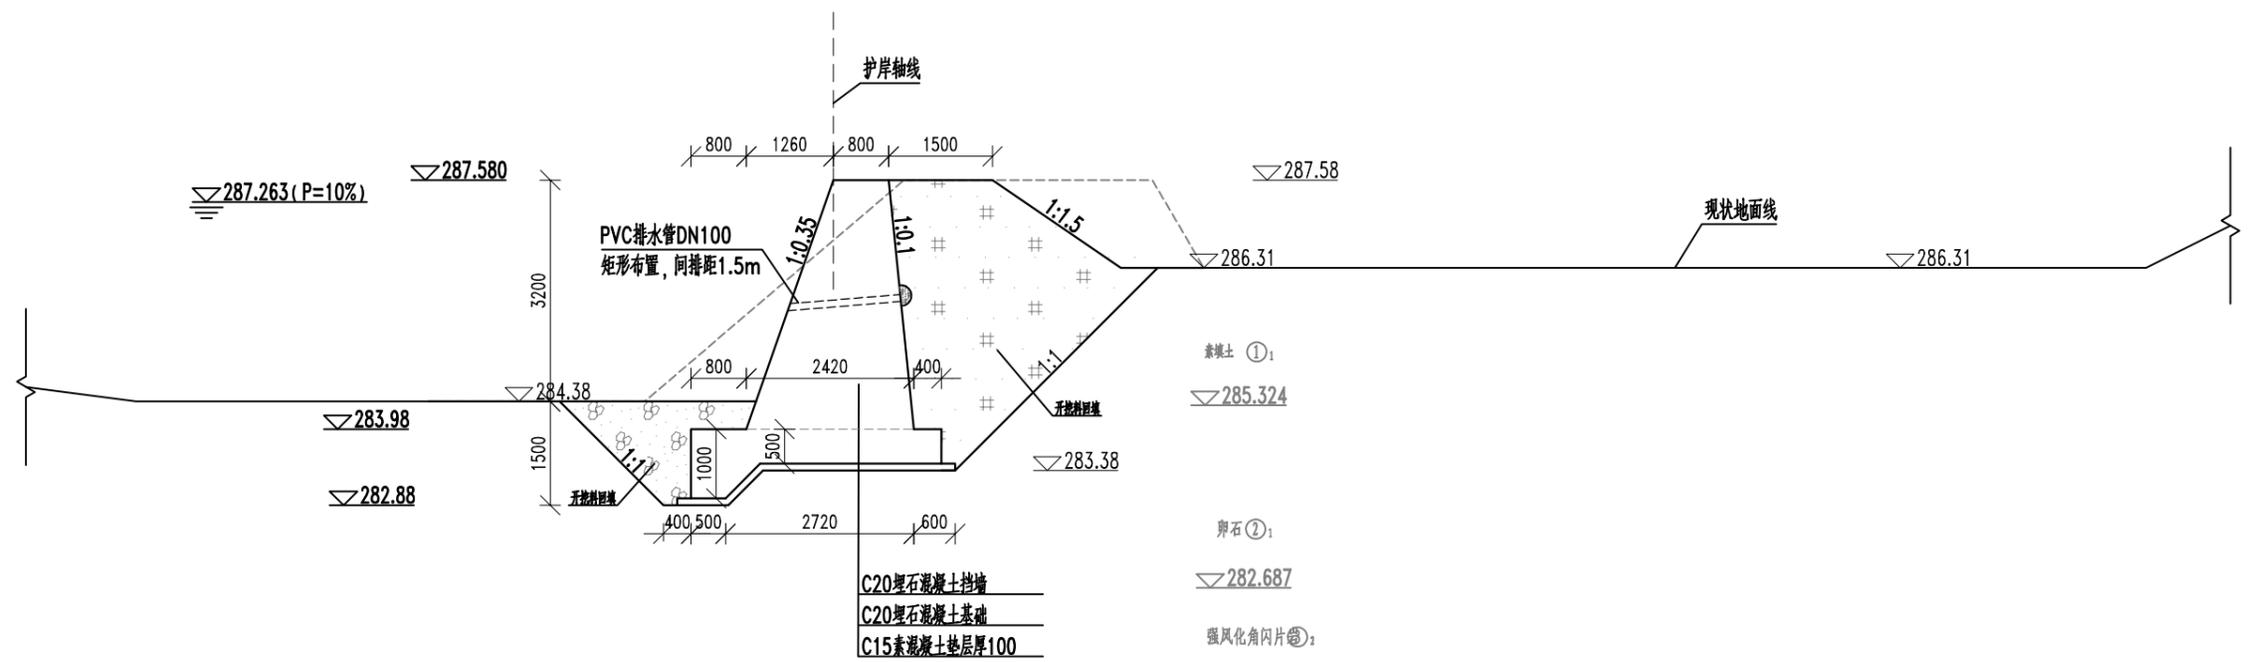 护岸轴线
800
1260
800
1500
287.580
287.58
287.263(P=10%)
现状地面线
1:0.35
1:0.1
1:1.5
PVC排水管DN100
矩形布置，间排距1.5m
286.31
286.31
3200
素填土 ①₁
1:1
800
2420
400
284.38
285.324
开挖料回填
283.98
1500
1:1
1000
500
283.38
282.88
开挖料回填
400
500
2720
600
卵石②₁
C20埋石混凝土挡墙
282.687
C20埋石混凝土基础
C15素混凝土垫层厚100
强风化角闪片岩③₂